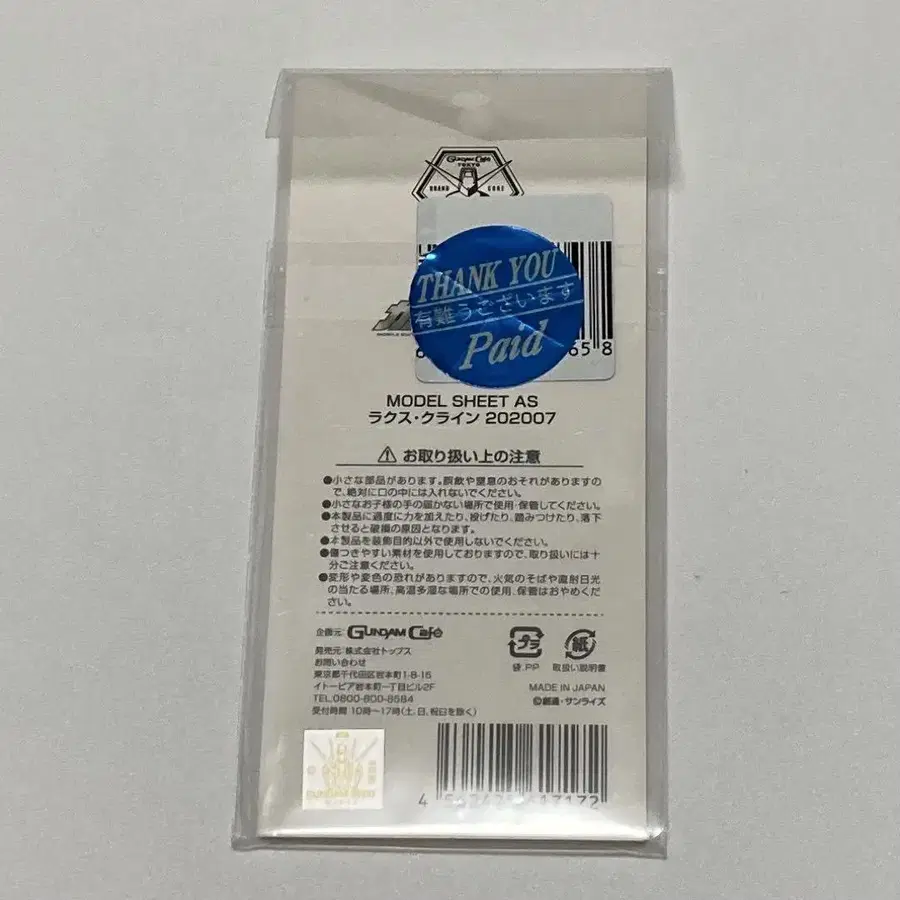 GUNDAM Café
TOKYO
BRAND CORE
THANK YOU
有難うございます
Paid
65 8
MODEL SHEET AS
ラクス・クライン 202007
お取り扱い上の注意
●小さな部品があります。誤飲や窒息のおそれがありますの
で、絶対に口の中には入れないでください。
●小さなお子様の手の届かない場所で使用・保管してください。
●本製品に過度に力を加えたり、投げたり、踏みつけたり、落下
させると破損の原因となります。
●本製品を装飾目的以外で使用しないでください。
●傷つきやすい素材を使用しておりますので、取り扱いには十
分ご注意ください。
●変形や変色の恐れがありますので、火気のそばや直射日光
の当たる場所、高温多湿な場所での使用、保管はおやめくだ
さい。
企画元: GUNDAM Café
発売元:株式会社トップス
お問い合わせ
東京都千代田区岩本町1-8-15
イトーピア岩本町一丁目ビル2F
TEL.0800-800-8584
受付時間 10時〜17時(土、日、祝日を除く)
プラ
袋:PP
紙
取扱い説明書
MADE IN JAPAN
©創通・サンライズ